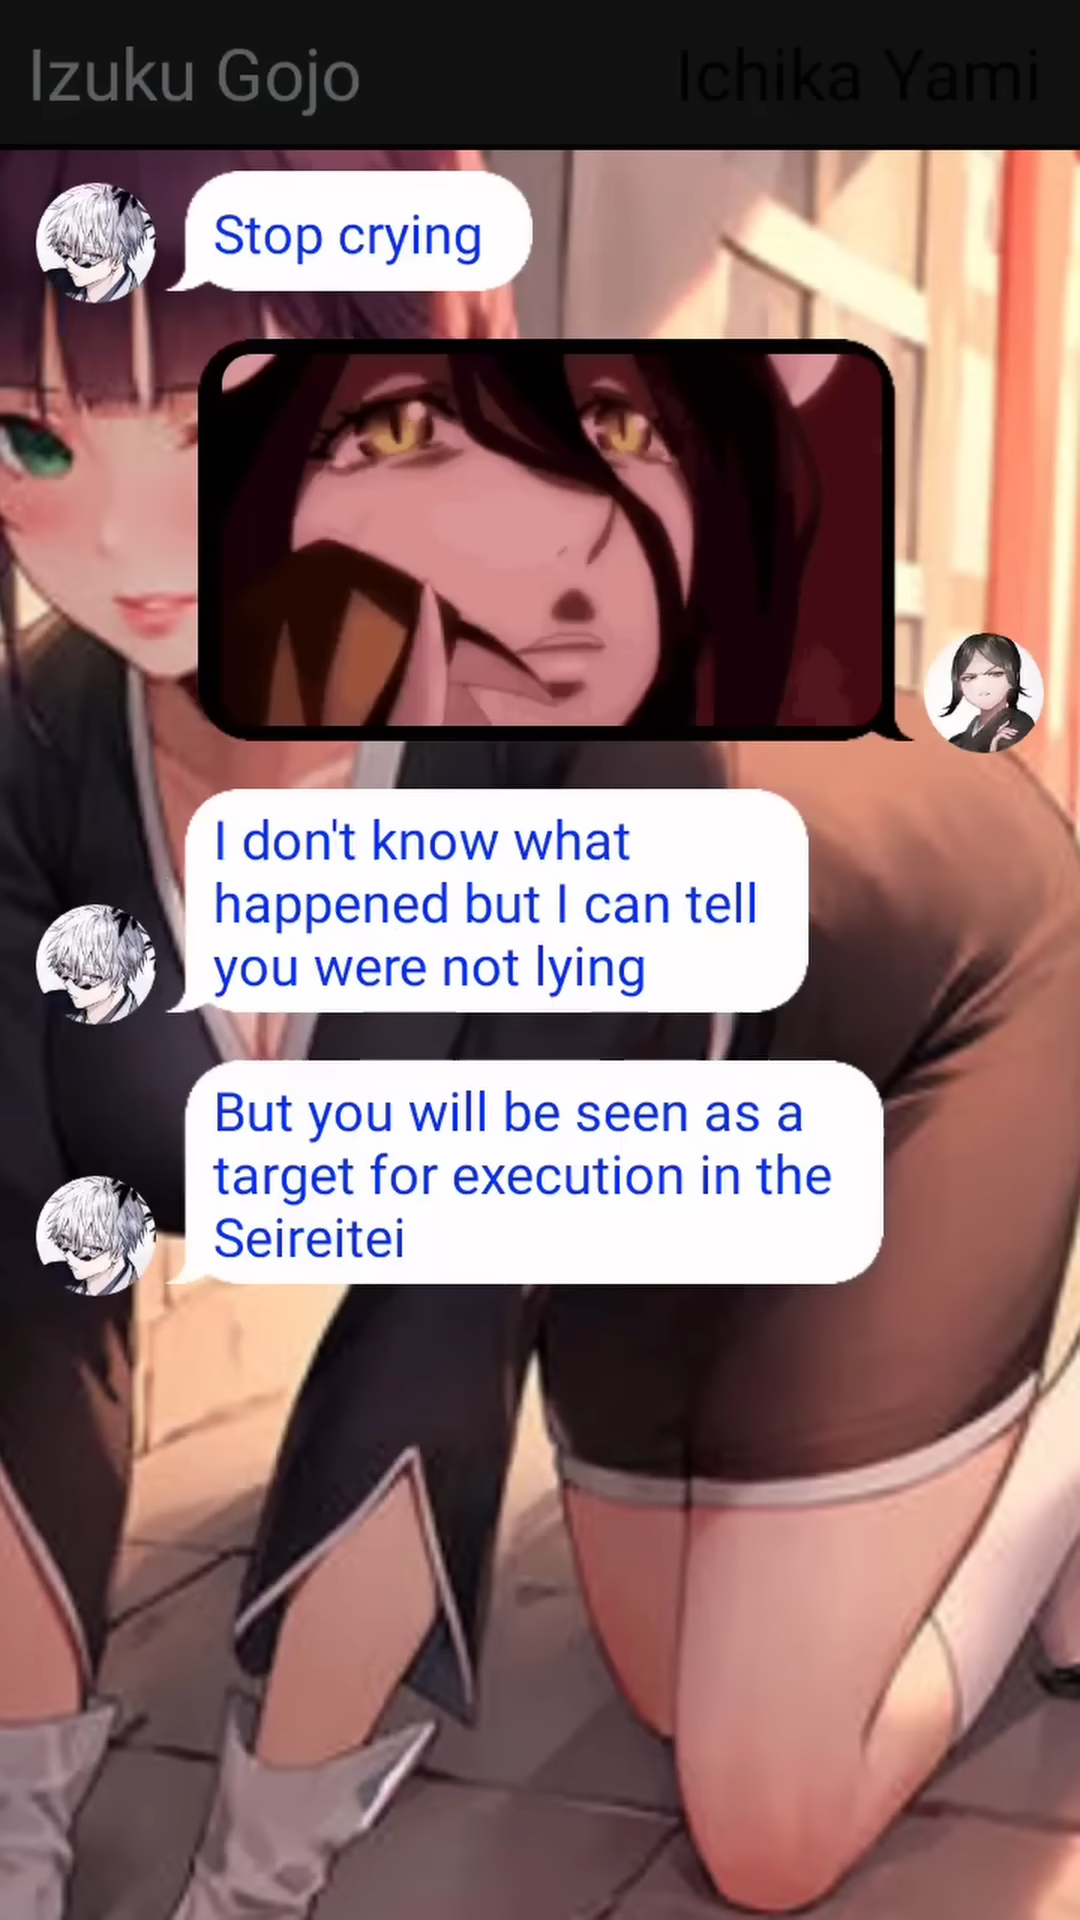 Izuku Gojo
Ichika Yami
Stop crying
I don't know what
happened but I can tell
you were not lying
But you will be seen as a
target for execution in the
Seireitei